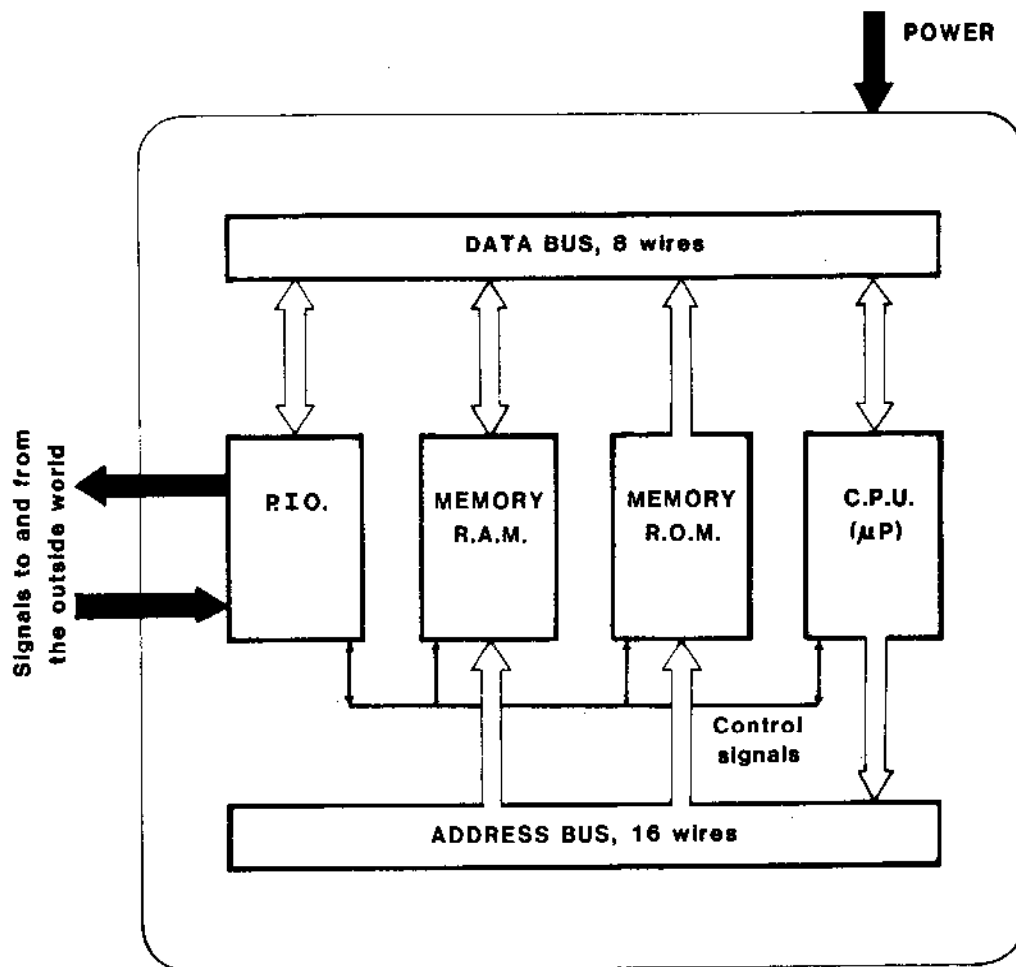 POWER
DATA BUS, 8 wires
Signals to and from
the outside world
P.I.O.
MEMORY
R.A.M.
MEMORY
R.O.M.
C.P.U.
(μP)
Control
signals
ADDRESS BUS, 16 wires